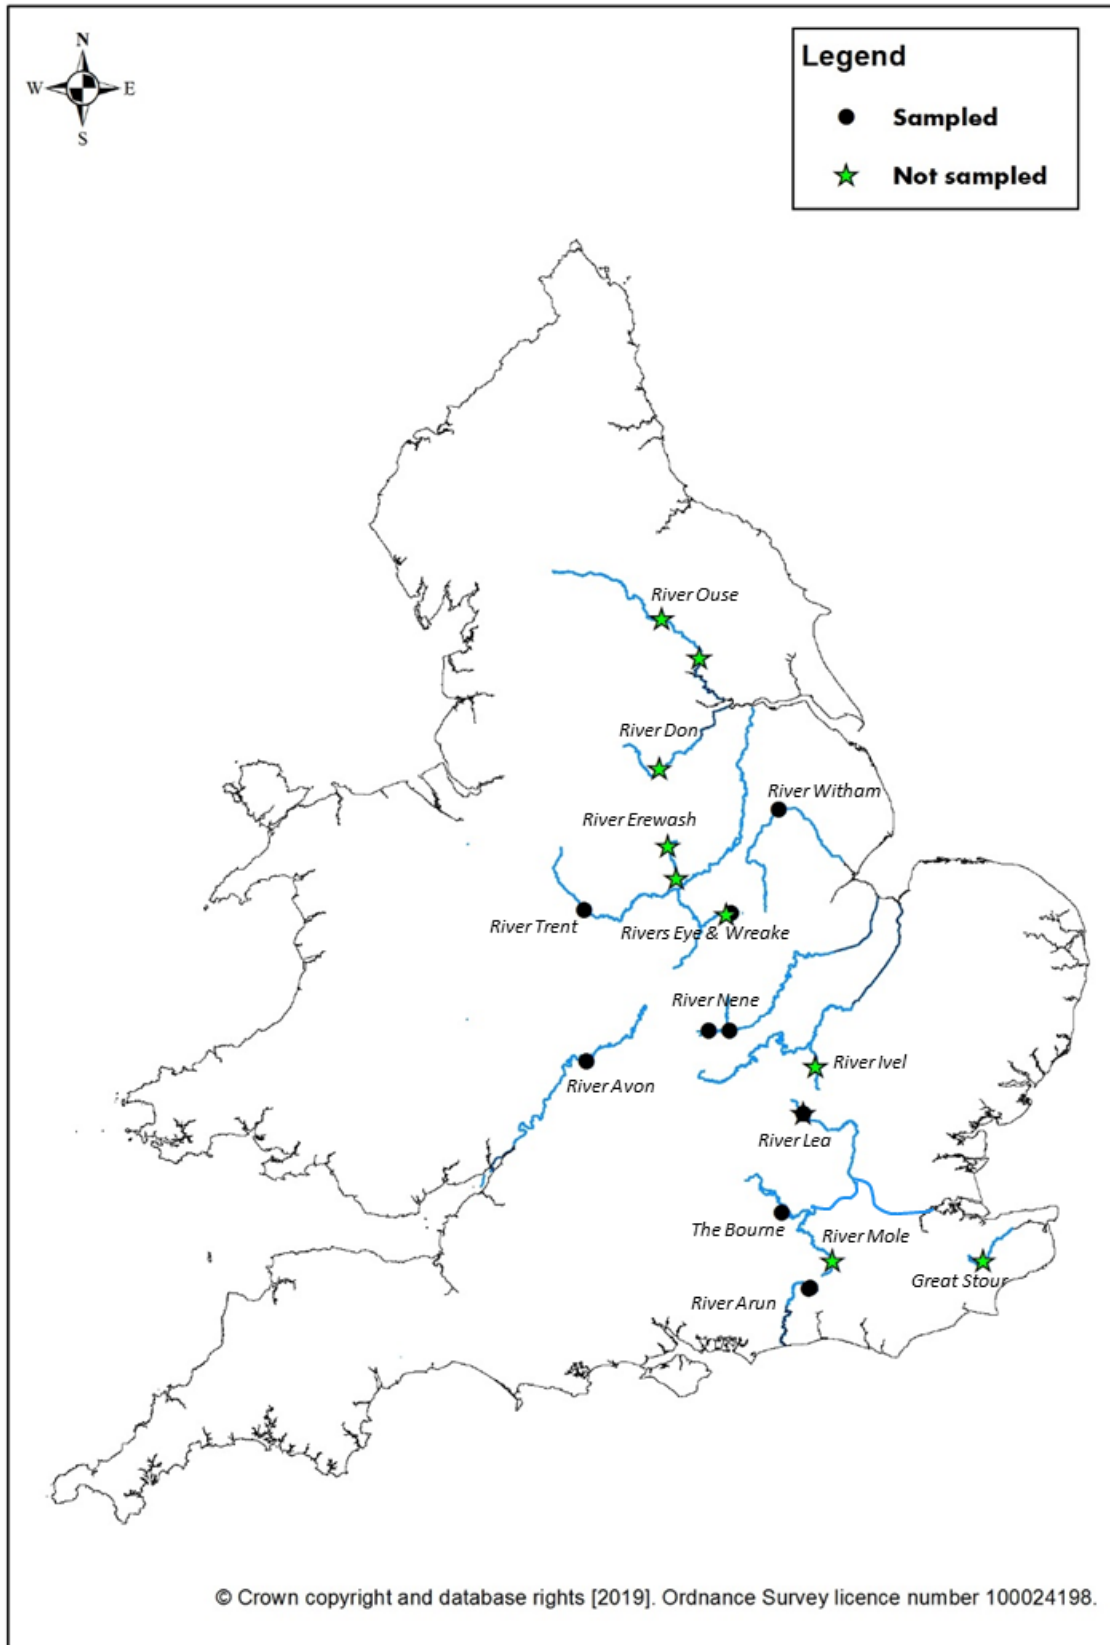 N
W E
S
Legend
Sampled
Not sampled
River Ouse
River Don
River Witham
River Erewash
River Trent
Rivers Eye & Wreake
River Nene
River Ivel
River Avon
River Lea
The Bourne
River Mole
Great Stour
River Arun
© Crown copyright and database rights [2019]. Ordnance Survey licence number 100024198.